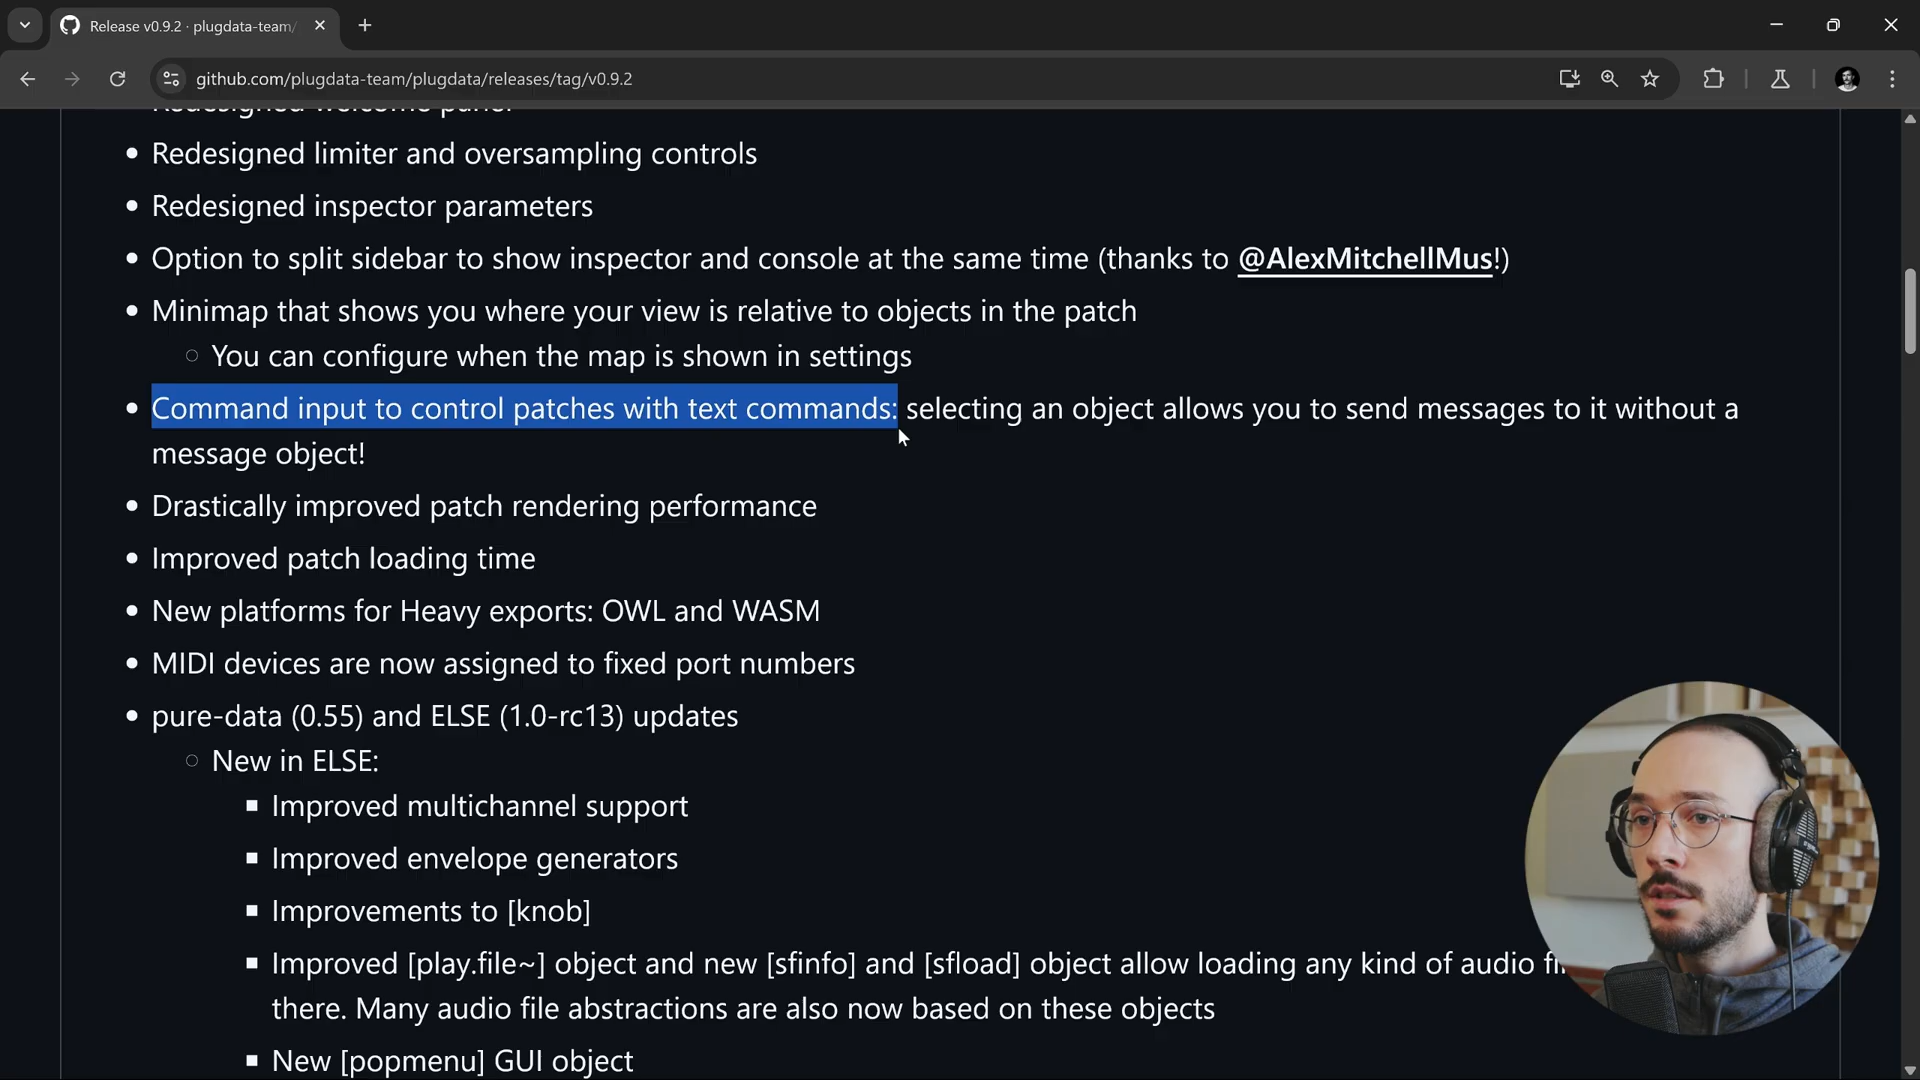 Release v0.9.2 · plugdata-team/
github.com/plugdata-team/plugdata/releases/tag/v0.9.2
Redesigned welcome panel
Redesigned limiter and oversampling controls
Redesigned inspector parameters
Option to split sidebar to show inspector and console at the same time (thanks to @AlexMitchellMus!)
Minimap that shows you where your view is relative to objects in the patch
You can configure when the map is shown in settings
Command input to control patches with text commands: selecting an object allows you to send messages to it without a
message object!
Drastically improved patch rendering performance
Improved patch loading time
New platforms for Heavy exports: OWL and WASM
MIDI devices are now assigned to fixed port numbers
pure-data (0.55) and ELSE (1.0-rc13) updates
New in ELSE:
Improved multichannel support
Improved envelope generators
Improvements to [knob]
Improved [play.file~] object and new [sfinfo] and [sfload] object allow loading any kind of audio
there. Many audio file abstractions are also now based on these objects
New [popmenu] GUI object